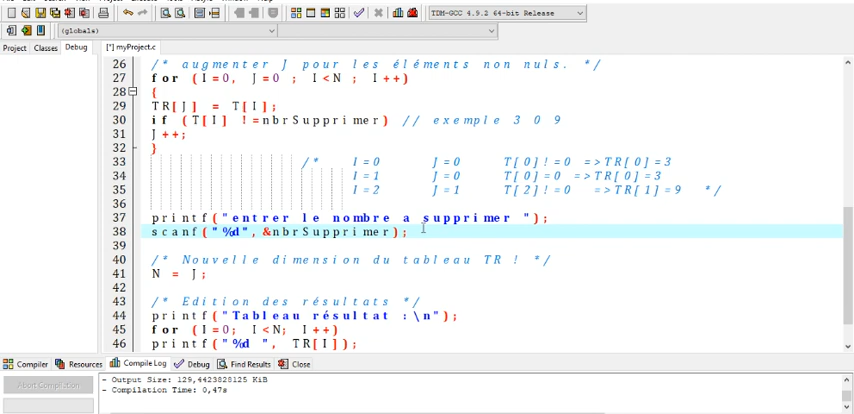 TDM-GCC 4.9.2 64-bit Release
(globals)
Project Classes Debug [*] myProject.c
26 /* augmenter J pour les éléments non nuls. */
27 for (I=0, J=0 ; I<N ; I++)
28 {
29 TR[J] = T[I];
30 if (T[I] !=nbrSupprimer) // exemple 3 0 9
31 J++;
32 }
33 /* I=0 J=0 T[0]!=0 =>TR[0]=3
34 I=1 J=0 T[0]=0 =>TR[0]=3
35 I=2 J=1 T[2]!=0 =>TR[1]=9 */
36
37 printf("entrer le nombre a supprimer ");
38 scanf("%d", &nbrSupprimer);
39
40 /* Nouvelle dimension du tableau TR ! */
41 N = J;
42
43 /* Edition des résultats */
44 printf("Tableau résultat :\n");
45 for (I=0; I<N; I++)
46 printf("%d ", TR[I]);
Compiler Resources Compile Log Debug Find Results Close
Abort Compilation
- Output Size: 129,4423828125 KiB
- Compilation Time: 0,47s